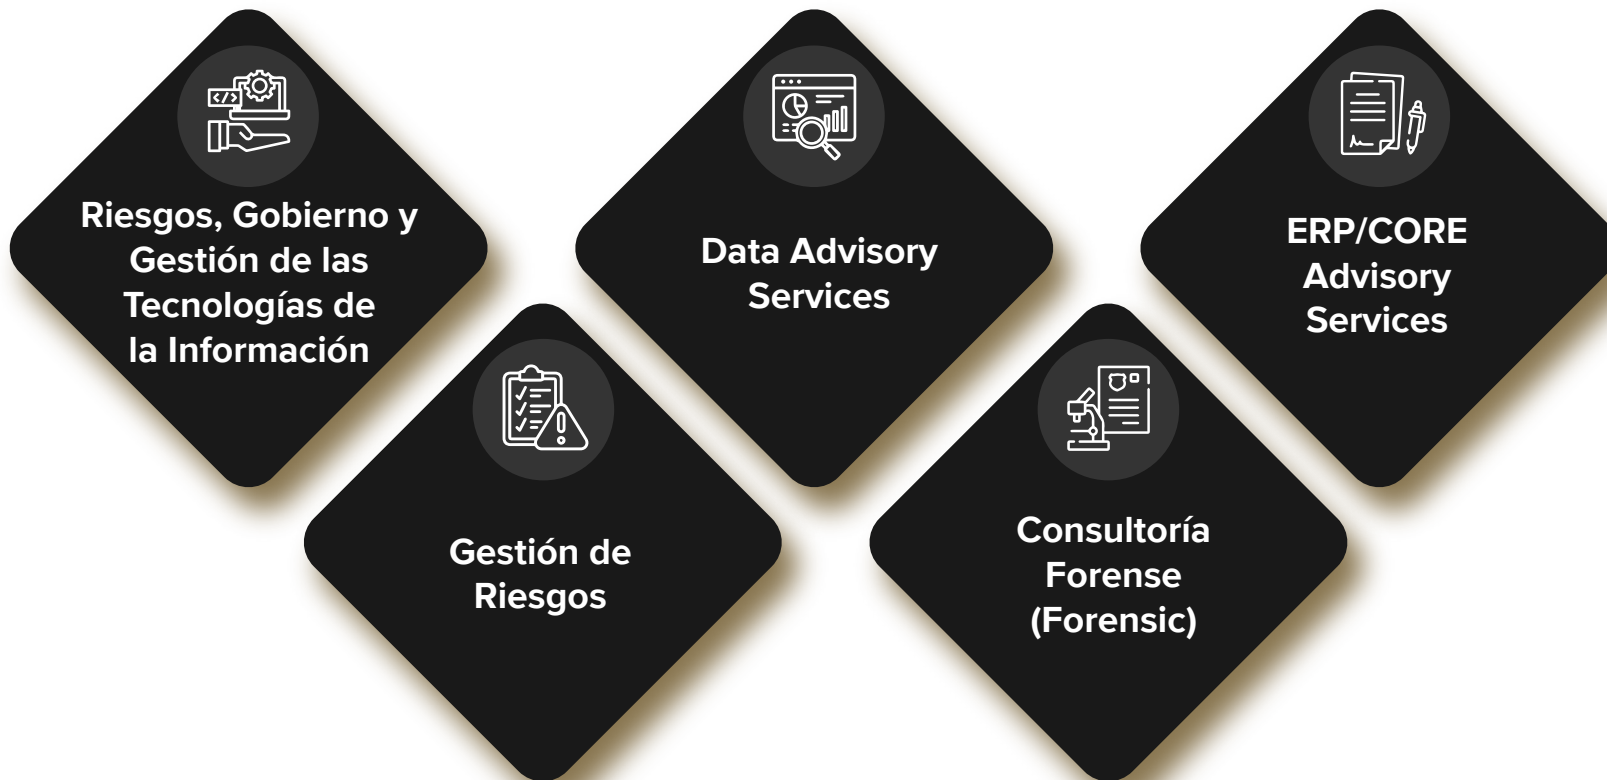 Riesgos, Gobierno y
Gestión de las
Tecnologías de
la Información
Data Advisory
Services
ERP/CORE
Advisory
Services
Gestión de
Riesgos
Consultoría
Forense
(Forensic)